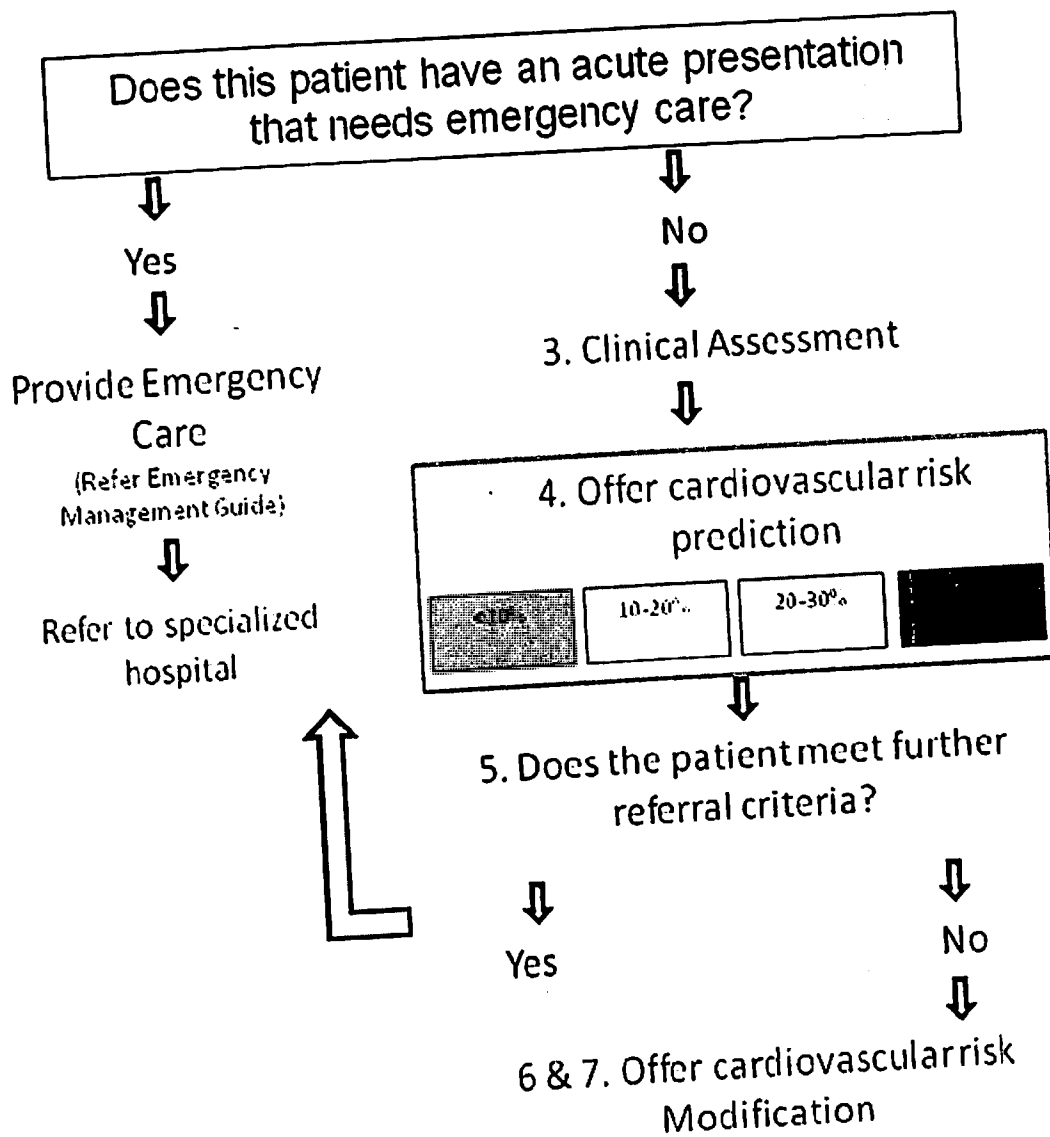 Does this patient have an acute presentation
that needs emergency care?
Yes
No
Provide Emergency
Care
(Refer Emergency
Management Guide)
Refer to specialized
hospital
3. Clinical Assessment
4. Offer cardiovascular risk
prediction
<10%
10-20%
20-30%
5. Does the patient meet further
referral criteria?
Yes
No
6 & 7. Offer cardiovascular risk
Modification